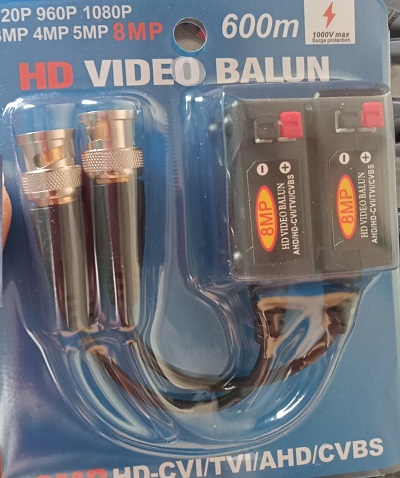 20P 960P 1080P
MP 4MP 5MP 8MP
600m
1000V max
Surge protection
HD VIDEO BALUN
8MP
HD VIDEO BALUN
AHD/HD-CVI/TVI/CVBS
- +
8MP
HD VIDEO BALUN
AHD/HD-CVI/TVI/CVBS
- +
8MP HD-CVI/TVI/AHD/CVBS